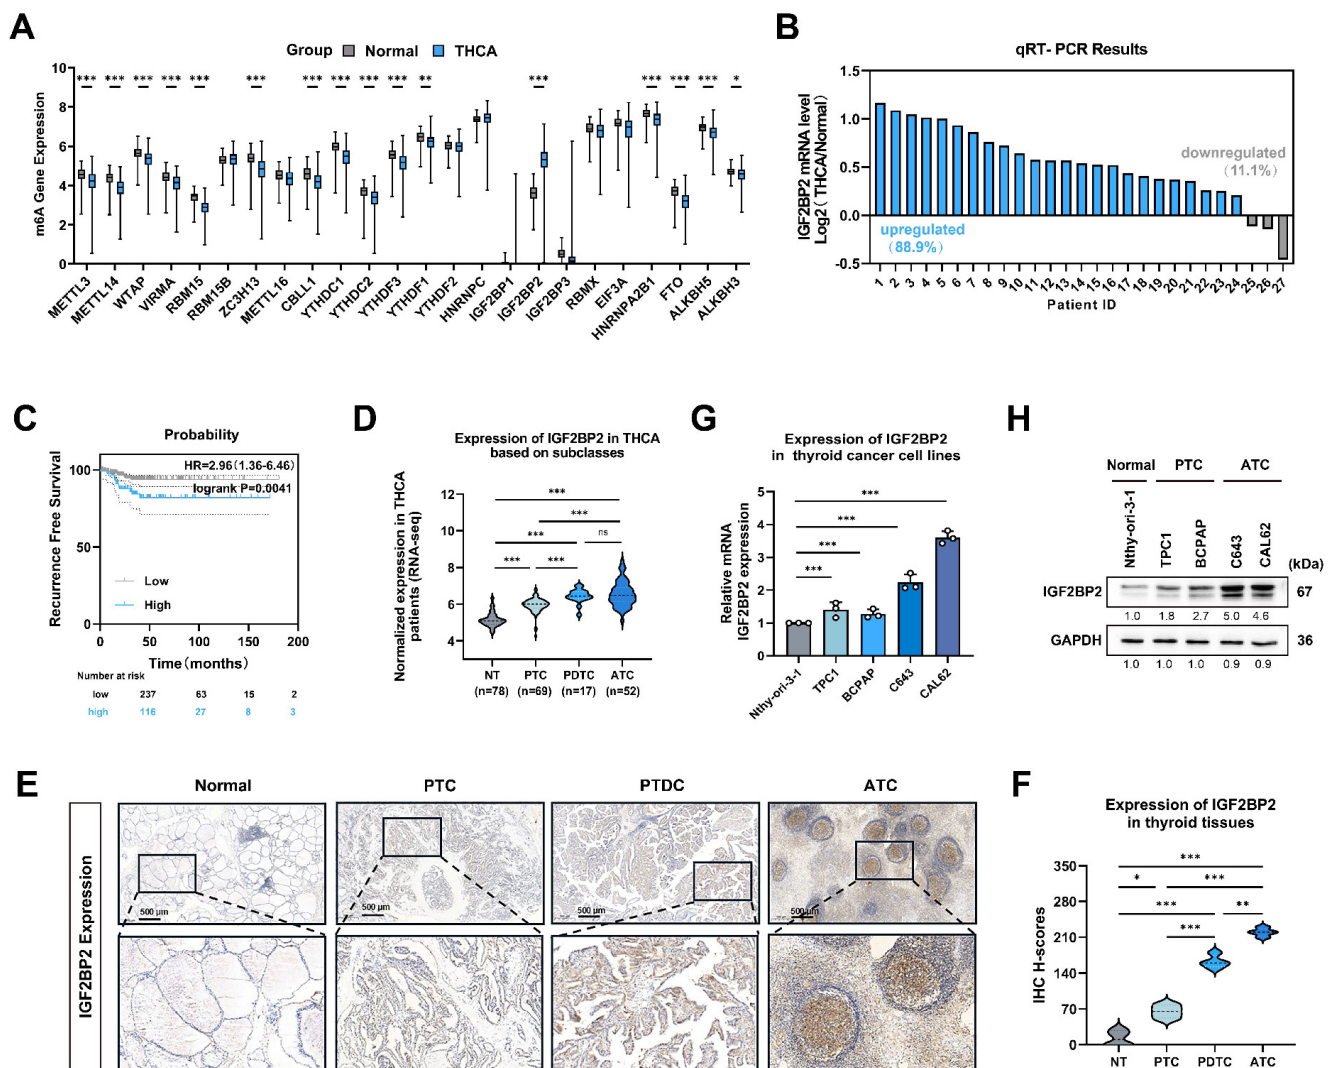 A
Group Normal THCA
m6A Gene Expression
10
8
6
4
2
0
*** *** *** *** *** *** *** *** *** *** ** *** *** *** *** *
METTL3 METTL14 WTAP VIRMA RBM15 RBM15B ZC3H13 METTL16 CBLL1 YTHDC1 YTHDC2 YTHDF3 YTHDF1 YTHDF2 HNRNPC IGF2BP1 IGF2BP2 IGF2BP3 RBMX EIF3A HNRNPA2B1 FTO ALKBH5 ALKBH3
B
qRT- PCR Results
IGF2BP2 mRNA level
Log2（THCA/Normal)
1.5
1.0
0.5
0.0
-0.5
downregulated
（11.1%）
upregulated
（88.9%）
1 2 3 4 5 6 7 8 9 10 11 12 13 14 15 16 17 18 19 20 21 22 23 24 25 26 27
Patient ID
C
Probability
Recurrence Free Survival
100
50
0
HR=2.96（1.36-6.46）
logrank P=0.0041
Low
High
0 50 100 150 200
Time（months）
Number at risk
low 237 63 15 2
high 116 27 8 3
D
Expression of IGF2BP2 in THCA
based on subclasses
Normalized expression in THCA
patients (RNA-seq)
12
10
8
6
4
***
***
*** ns
*** ***
NT PTC PDTC ATC
(n=78) (n=69) (n=17) (n=52)
G
Expression of IGF2BP2
in thyroid cancer cell lines
Relative mRNA
IGF2BP2 expression
5
4
3
2
1
0
***
***
***
***
Nthy-ori-3-1 TPC1 BCPAP C643 CAL62
H
Normal PTC ATC
Nthy-ori-3-1 TPC1 BCPAP C643 CAL62 (kDa)
IGF2BP2 67
1.0 1.8 2.7 5.0 4.6
GAPDH 36
1.0 1.0 1.0 0.9 0.9
E
IGF2BP2 Expression
Normal PTC PTDC ATC
500 μm 500 μm 500 μm 500 μm
F
Expression of IGF2BP2
in thyroid tissues
IHC H-scores
350
280
210
140
70
0
***
* ***
*** **
***
NT PTC PDTC ATC